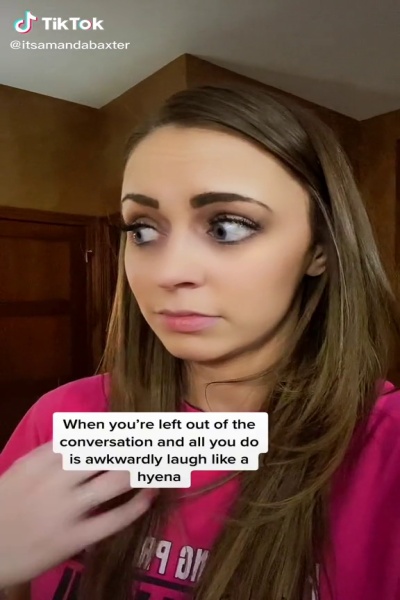 TikTok
@itsamandabaxter
When you're left out of the
conversation and all you do
is awkwardly laugh like a
hyena